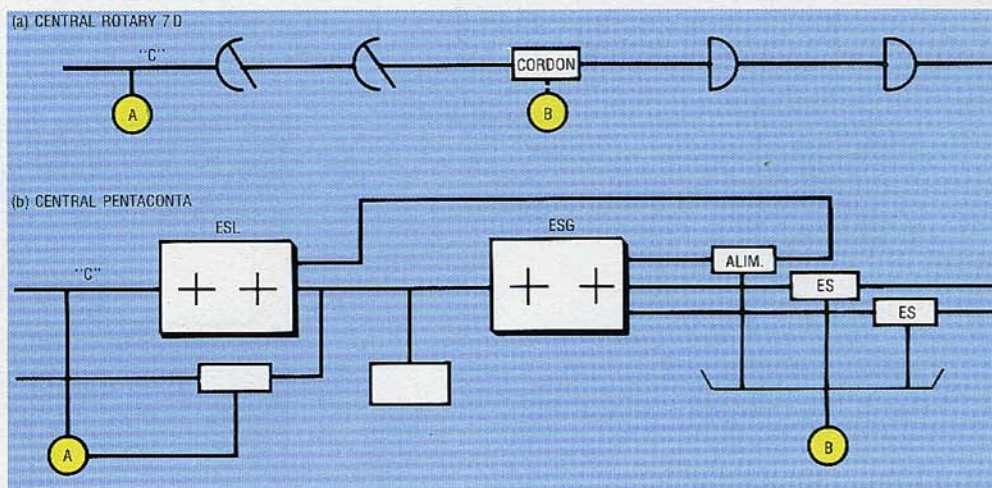 (a) CENTRAL ROTARY 7 D
"C"
CORDON
A
B
(b) CENTRAL PENTACONTA
ESL
ESG
ALIM.
"C"
ES
ES
A
B